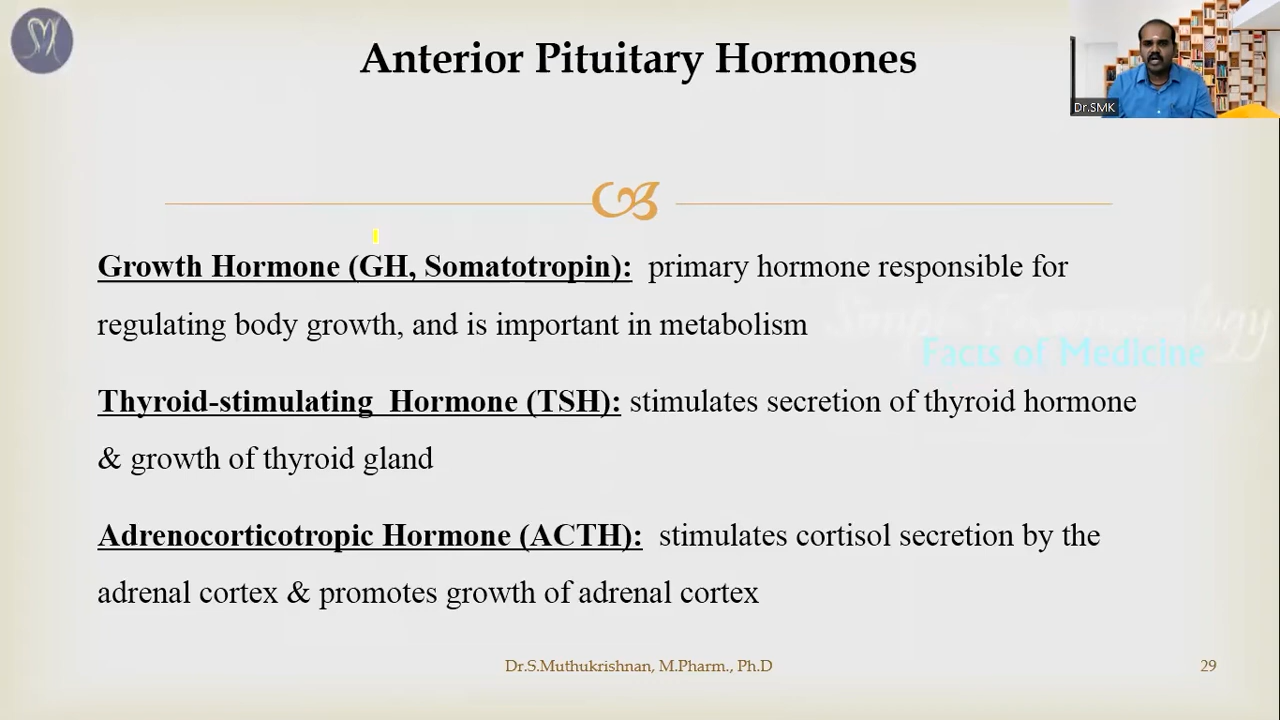 Anterior Pituitary Hormones
Dr.SMK
Growth Hormone (GH, Somatotropin): primary hormone responsible for
regulating body growth, and is important in metabolism
Simple Pharmacology
Facts of Medicine
Thyroid-stimulating Hormone (TSH): stimulates secretion of thyroid hormone
& growth of thyroid gland
Adrenocorticotropic Hormone (ACTH): stimulates cortisol secretion by the
adrenal cortex & promotes growth of adrenal cortex
Dr.S.Muthukrishnan, M.Pharm., Ph.D
29